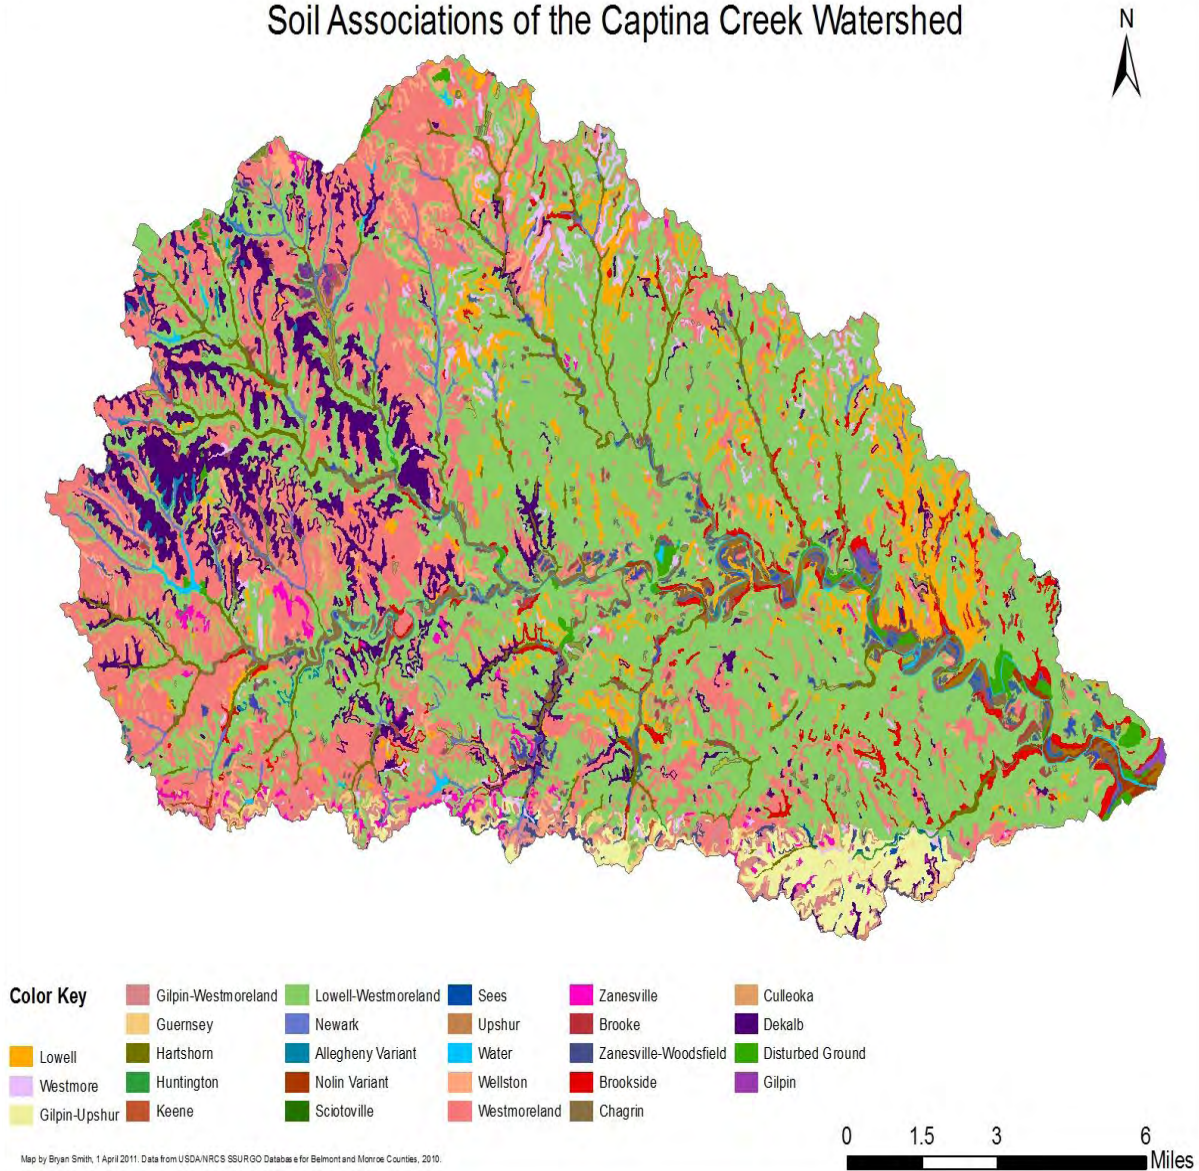 Soil Associations of the Captina Creek Watershed
N
Color Key
Lowell
Westmore
Gilpin-Upshur
Gilpin-Westmoreland
Guernsey
Hartshorn
Huntington
Keene
Lowell-Westmoreland
Newark
Allegheny Variant
Nolin Variant
Sciotoville
Sees
Upshur
Water
Wellston
Westmoreland
Zanesville
Brooke
Zanesville-Woodsfield
Brookside
Chagrin
Culleoka
Dekalb
Disturbed Ground
Gilpin
0 1.5 3 6
Miles
Map by Bryan Smith, 1 April 2011. Data from USDA/NRCS SSURGO Database for Belmont and Monroe Counties, 2010.